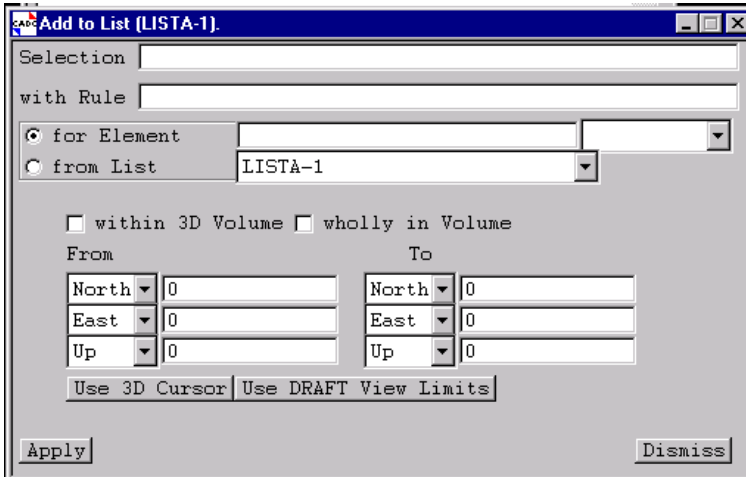 CADC Add to List (LISTA-1).
Selection
with Rule
for Element
from List LISTA-1
within 3D Volume wholly in Volume
From To
North 0 North 0
East 0 East 0
Up 0 Up 0
Use 3D Cursor Use DRAFT View Limits
Apply Dismiss